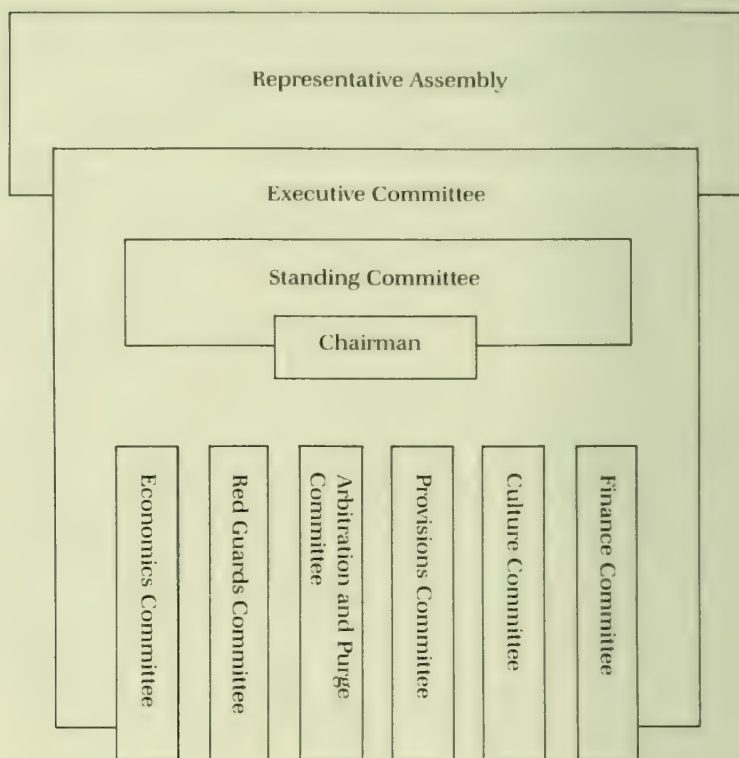 Representative Assembly
Executive Committee
Standing Committee
Chairman
Economics Committee
Red Guards Committee
Arbitration and Purge
Committee
Provisions Committee
Culture Committee
Finance Committee